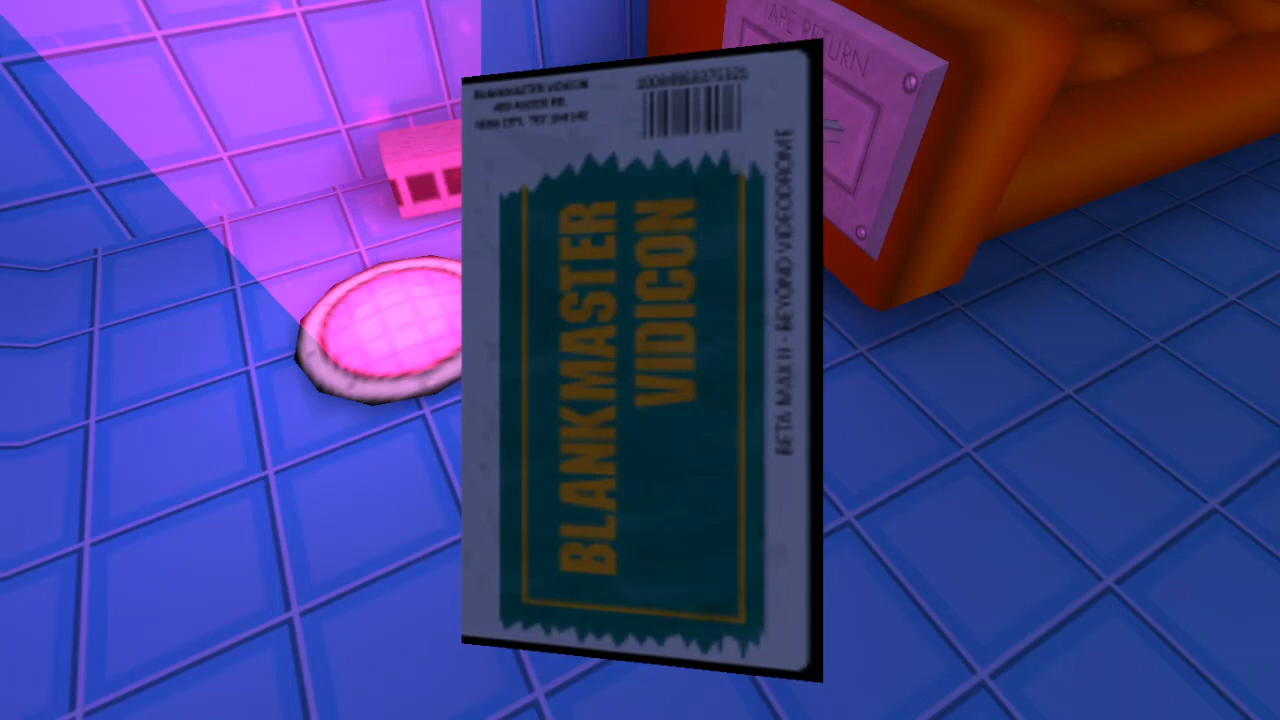 TAPE RETURN
BLANKMASTER VIDICON
BLANKMASTER
VIDICON
BETA MAX II - BEYOND VIDEODROME